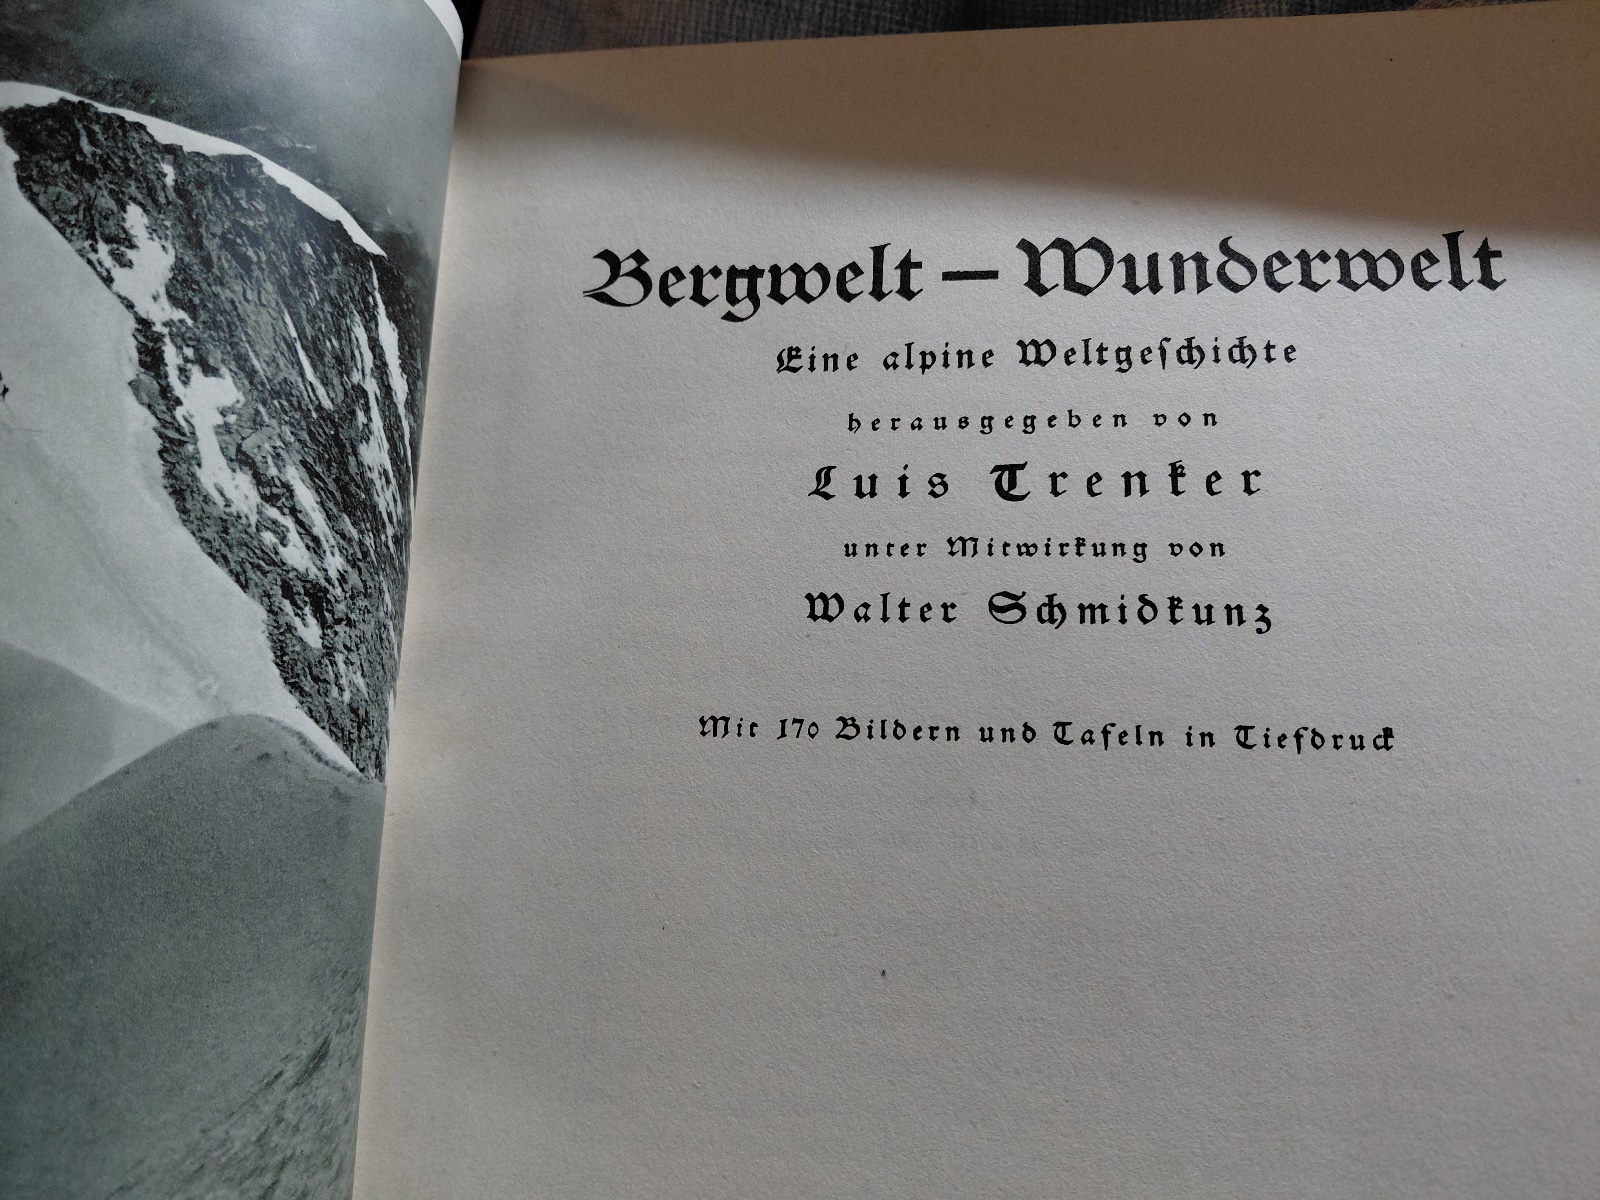 Bergwelt – Wunderwelt
Eine alpine Weltgeſchichte
herausgegeben von
Luis Trenker
unter Mitwirkung von
Walter Schmidkunz
Mit 170 Bildern und Tafeln in Tiefdruck